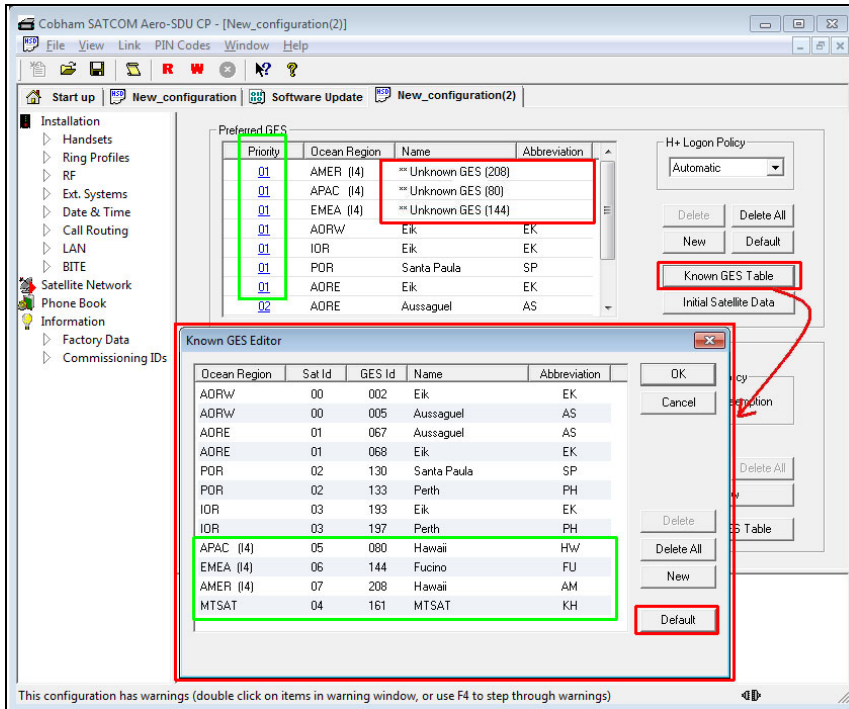 Cobham SATCOM Aero-SDU CP - [New_configuration(2)]
File View Link PIN Codes Window Help
R W
Start up New_configuration Software Update New_configuration(2)
Installation
Handsets
Ring Profiles
RF
Ext. Systems
Date & Time
Call Routing
LAN
BITE
Satellite Network
Phone Book
Information
Factory Data
Commissioning IDs
Preferred GES
Priority Ocean Region Name Abbreviation
01 AMER (I4) ** Unknown GES (208)
01 APAC (I4) ** Unknown GES (80)
01 EMEA (I4) ** Unknown GES (144)
01 AORW Eik EK
01 IOR Eik EK
01 POR Santa Paula SP
01 AORE Eik EK
02 AORE Aussaguel AS
H+ Logon Policy
Automatic
Delete Delete All
New Default
Known GES Table
Initial Satellite Data
Known GES Editor
Ocean Region Sat Id GES Id Name Abbreviation
AORW 00 002 Eik EK
AORW 00 005 Aussaguel AS
AORE 01 067 Aussaguel AS
AORE 01 068 Eik EK
POR 02 130 Santa Paula SP
POR 02 133 Perth PH
IOR 03 193 Eik EK
IOR 03 197 Perth PH
APAC (I4) 05 080 Hawaii HW
EMEA (I4) 06 144 Fucino FU
AMER (I4) 07 208 Hawaii AM
MTSAT 04 161 MTSAT KH
OK
Cancel
Delete
Delete All
New
Default
cy
Delete All
ES Table
This configuration has warnings (double click on items in warning window, or use F4 to step through warnings)